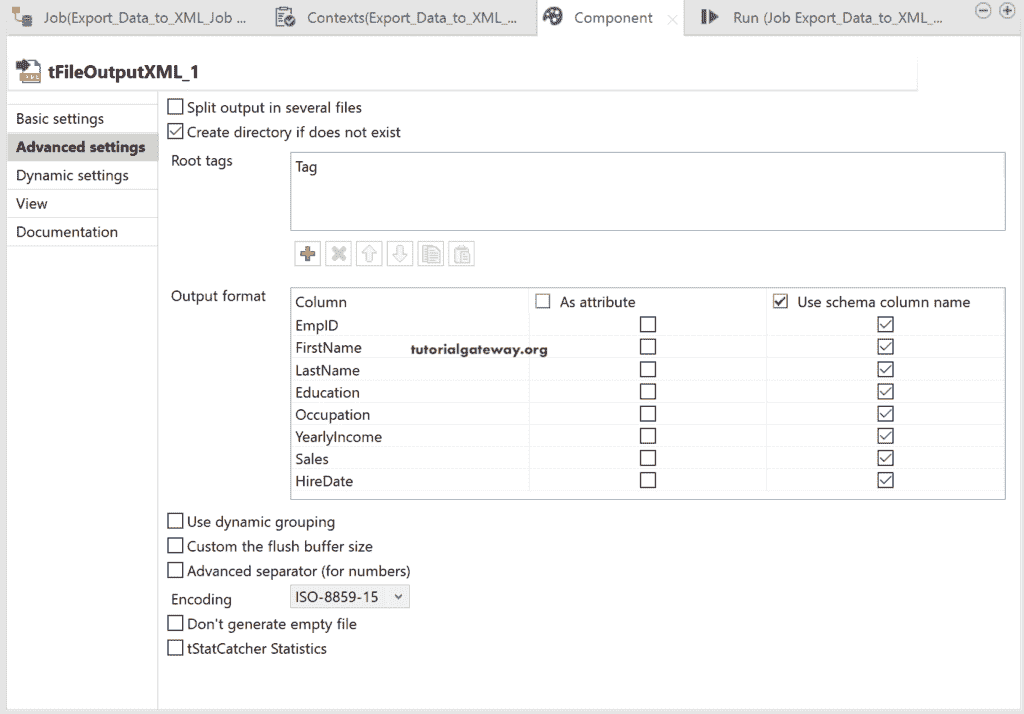 Job(Export_Data_to_XML_Job ... Contexts(Export_Data_to_XML_... Component Run (Job Export_Data_to_XML_...
tFileOutputXML_1
Basic settings
Advanced settings
Dynamic settings
View
Documentation
Split output in several files
Create directory if does not exist
Root tags
Tag
Output format
Column As attribute Use schema column name
EmpID
FirstName
tutorialgateway.org
LastName
Education
Occupation
YearlyIncome
Sales
HireDate
Use dynamic grouping
Custom the flush buffer size
Advanced separator (for numbers)
Encoding ISO-8859-15
Don't generate empty file
tStatCatcher Statistics